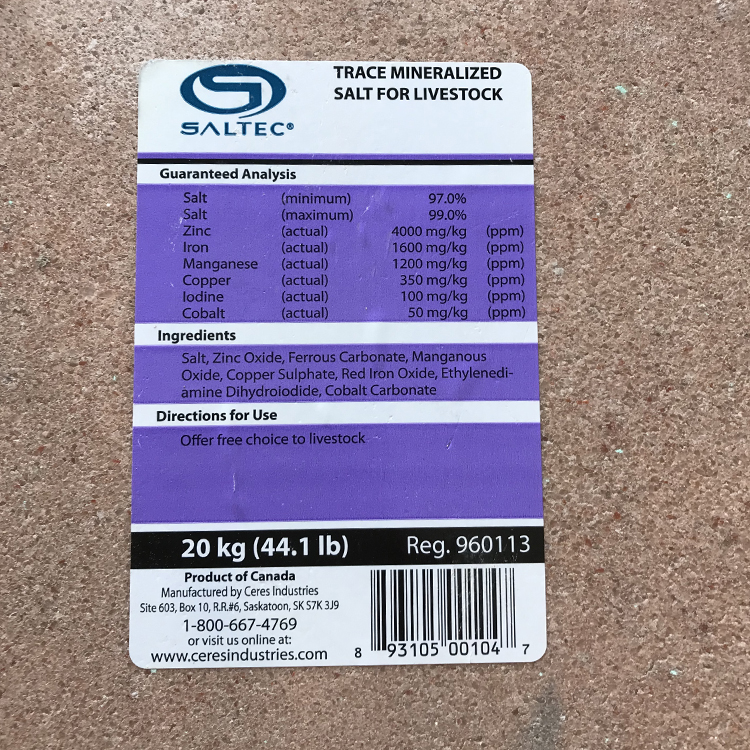 TRACE MINERALIZED
SALT FOR LIVESTOCK
SALTEC®
Guaranteed Analysis
Salt (minimum) 97.0%
Salt (maximum) 99.0%
Zinc (actual) 4000 mg/kg (ppm)
Iron (actual) 1600 mg/kg (ppm)
Manganese (actual) 1200 mg/kg (ppm)
Copper (actual) 350 mg/kg (ppm)
Iodine (actual) 100 mg/kg (ppm)
Cobalt (actual) 50 mg/kg (ppm)
Ingredients
Salt, Zinc Oxide, Ferrous Carbonate, Manganous
Oxide, Copper Sulphate, Red Iron Oxide, Ethylenedi-
amine Dihydroiodide, Cobalt Carbonate
Directions for Use
Offer free choice to livestock
20 kg (44.1 lb) Reg. 960113
Product of Canada
Manufactured by Ceres Industries
Site 603, Box 10, R.R.#6, Saskatoon, SK S7K 3J9
1-800-667-4769
or visit us online at:
www.ceresindustries.com
8 93105 00104 7